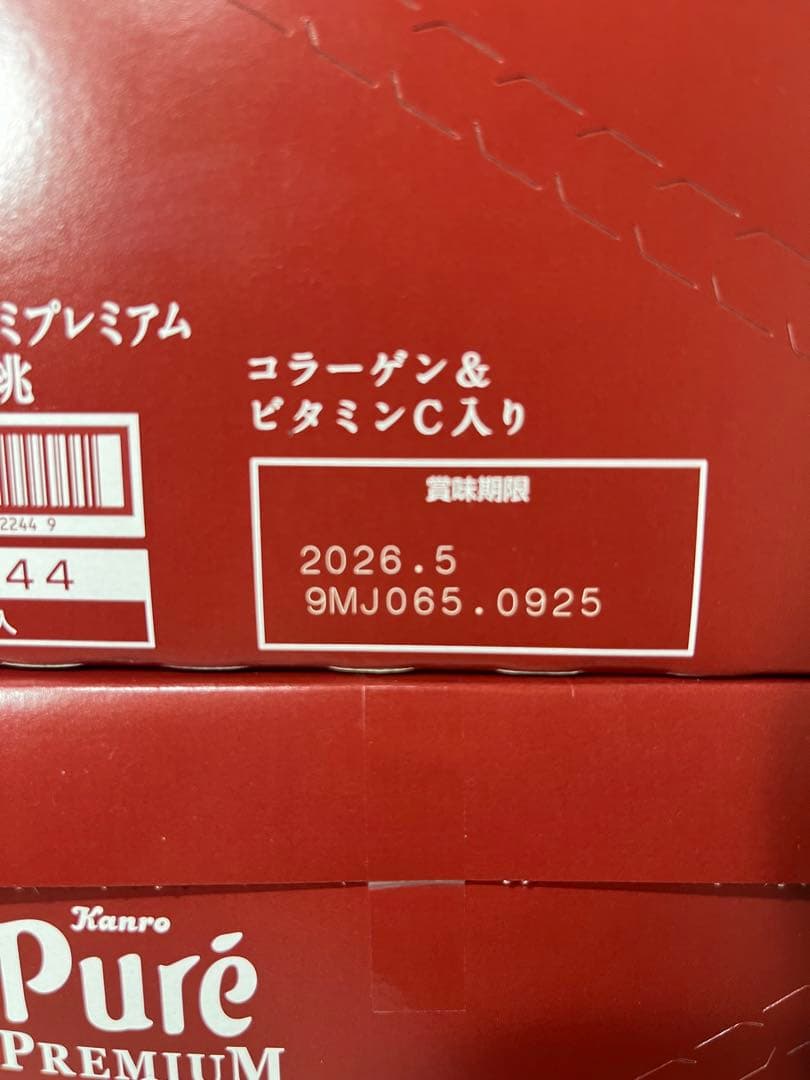 ミプレミアム
桃
コラーゲン&
ビタミンC入り
2244 9
賞味期限
44
2026.5
9MJ065.0925
入
Kanro
Puré
PREMIUM